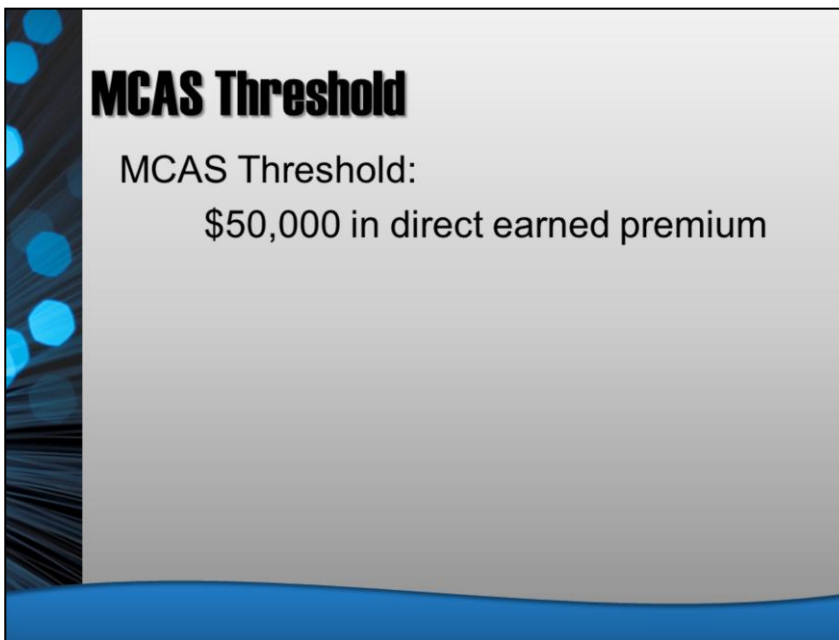 MCAS Threshold
MCAS Threshold:
$50,000 in direct earned premium